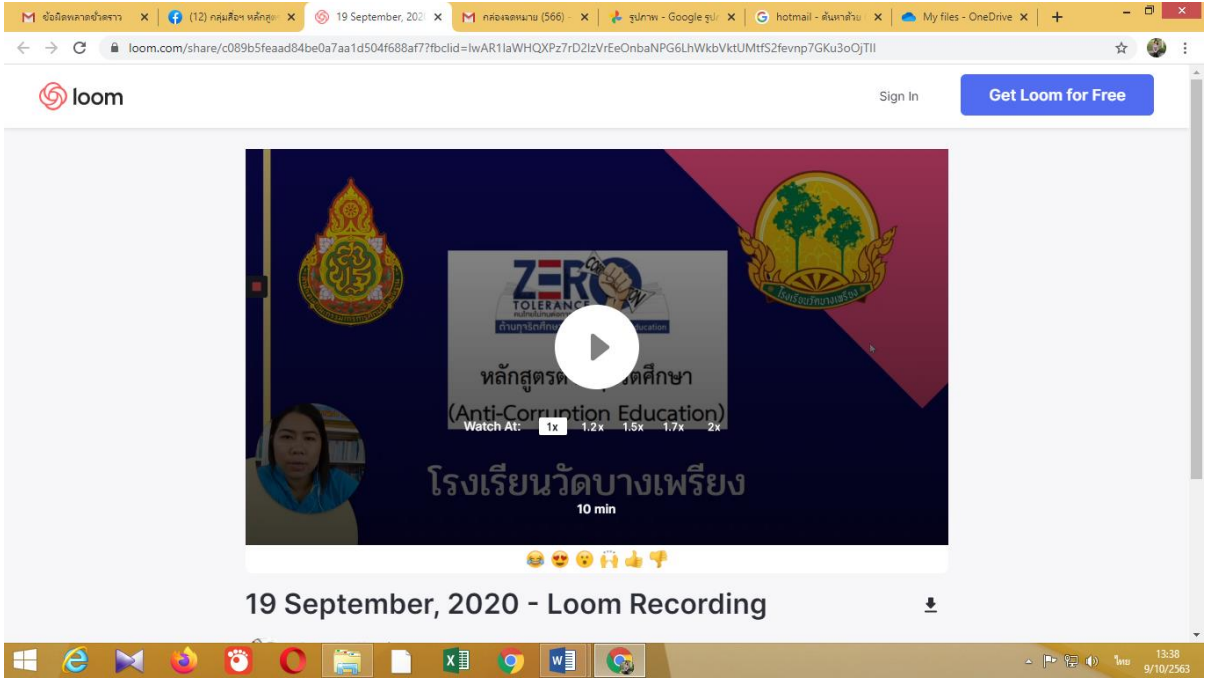 ข้อผิดพลาดชั่วคราว
(12) กลุ่มสื่อฯ หลักสูตร
19 September, 202
กล่องจดหมาย (566) -
รูปภาพ - Google รูป
hotmail - ค้นหาด้วย
My files - OneDrive
loom.com/share/c089b5feaad84be0a7aa1d504f688af7?fbclid=
loom
Sign In
Get Loom for Free
ZERO
TOLERANCE
โรงเรียนวัดบางเพรียง
(Anti-Corruption Education)
Watch At: 1x 1.2x 1.5x 1.7x 2x
โรงเรียนวัดบางเพรียง
10 min
19 September, 2020 - Loom Recording
ไทย
13:38
9/10/2563